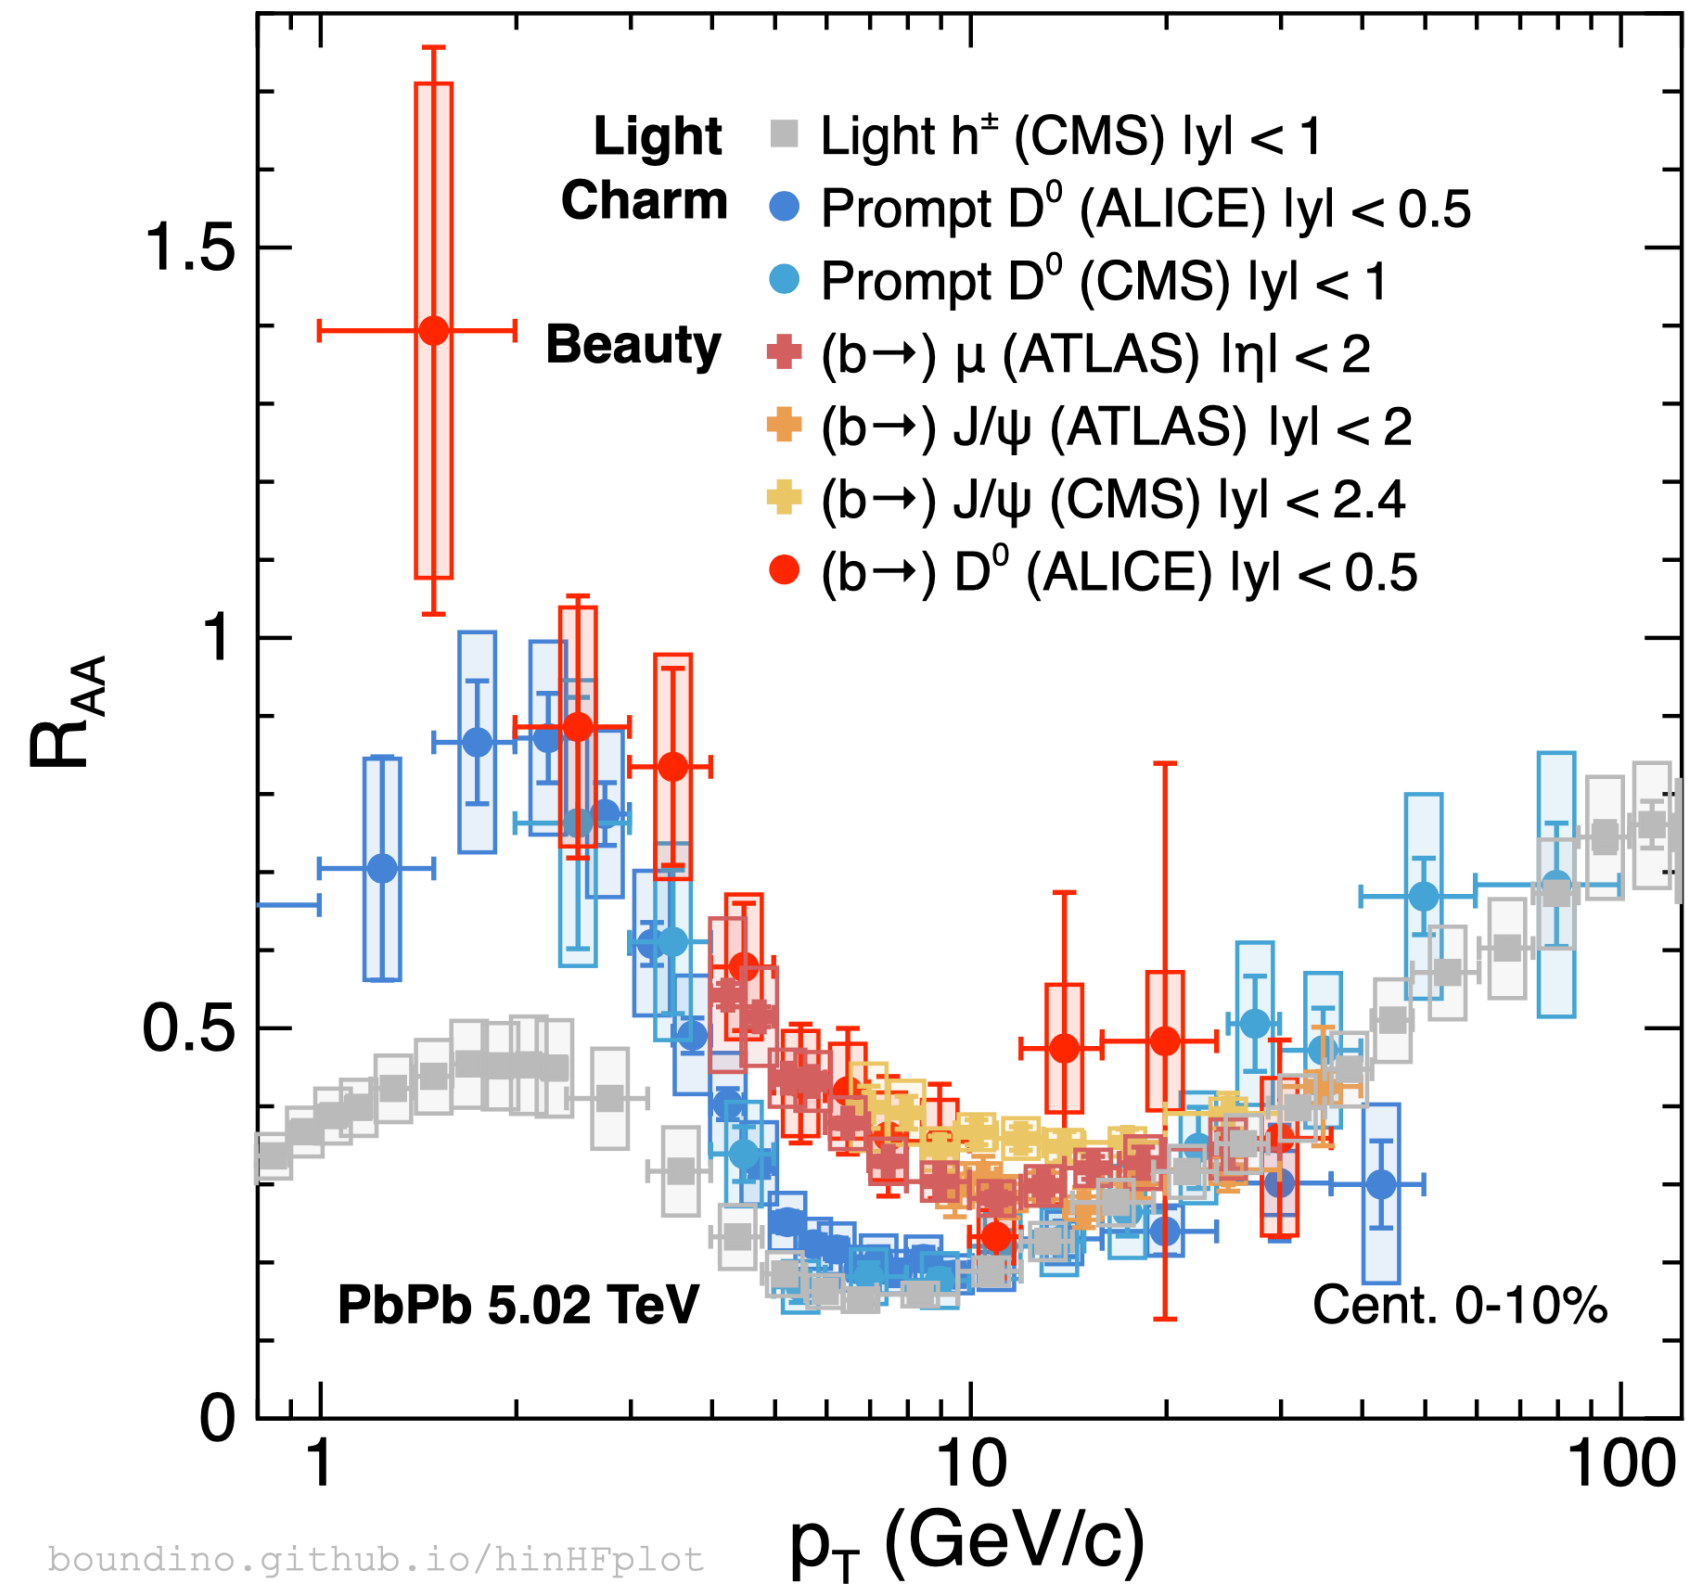 Light
Light h± (CMS) |y| < 1
Charm
Prompt D⁰ (ALICE) |y| < 0.5
Prompt D⁰ (CMS) |y| < 1
Beauty
(b→) μ (ATLAS) |η| < 2
(b→) J/ψ (ATLAS) |y| < 2
(b→) J/ψ (CMS) |y| < 2.4
(b→) D⁰ (ALICE) |y| < 0.5
1.5
1
0.5
0
R_AA
PbPb 5.02 TeV
Cent. 0-10%
1
10
100
p_T (GeV/c)
boundino.github.io/hinHFplot